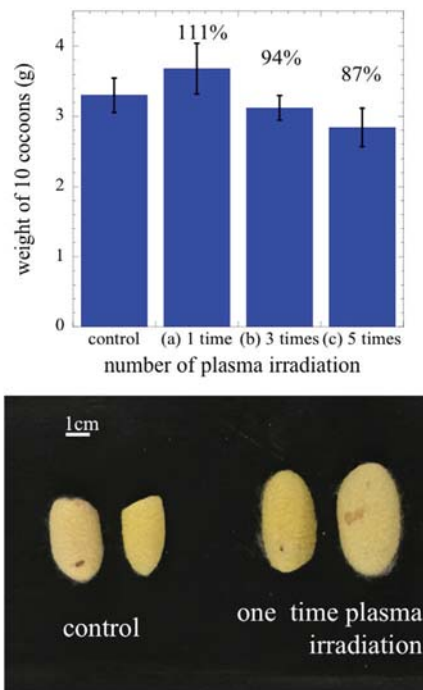 weight of 10 cocoons (g)
4
3
2
1
0
111%
94%
87%
control
(a) 1 time
(b) 3 times
(c) 5 times
number of plasma irradiation
1cm
control
one time plasma
irradiation